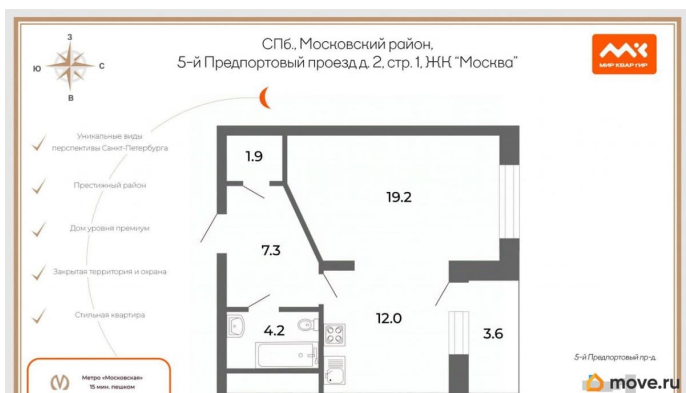 З
Ю
С
В
СПб., Московский район,
5-й Предпортовый проезд д. 2, стр. 1, ЖК "Москва"
МИР КВАРТИР
Уникальные виды
перспективы Санкт-Петербурга
Престижный район
Дом уровня премиум
Закрытая территория и охрана
Стильная квартира
Метро «Московская»
15 мин. пешком
1.9
19.2
7.3
12.0
4.2
3.6
5-й Предпортовый пр-д
move.ru